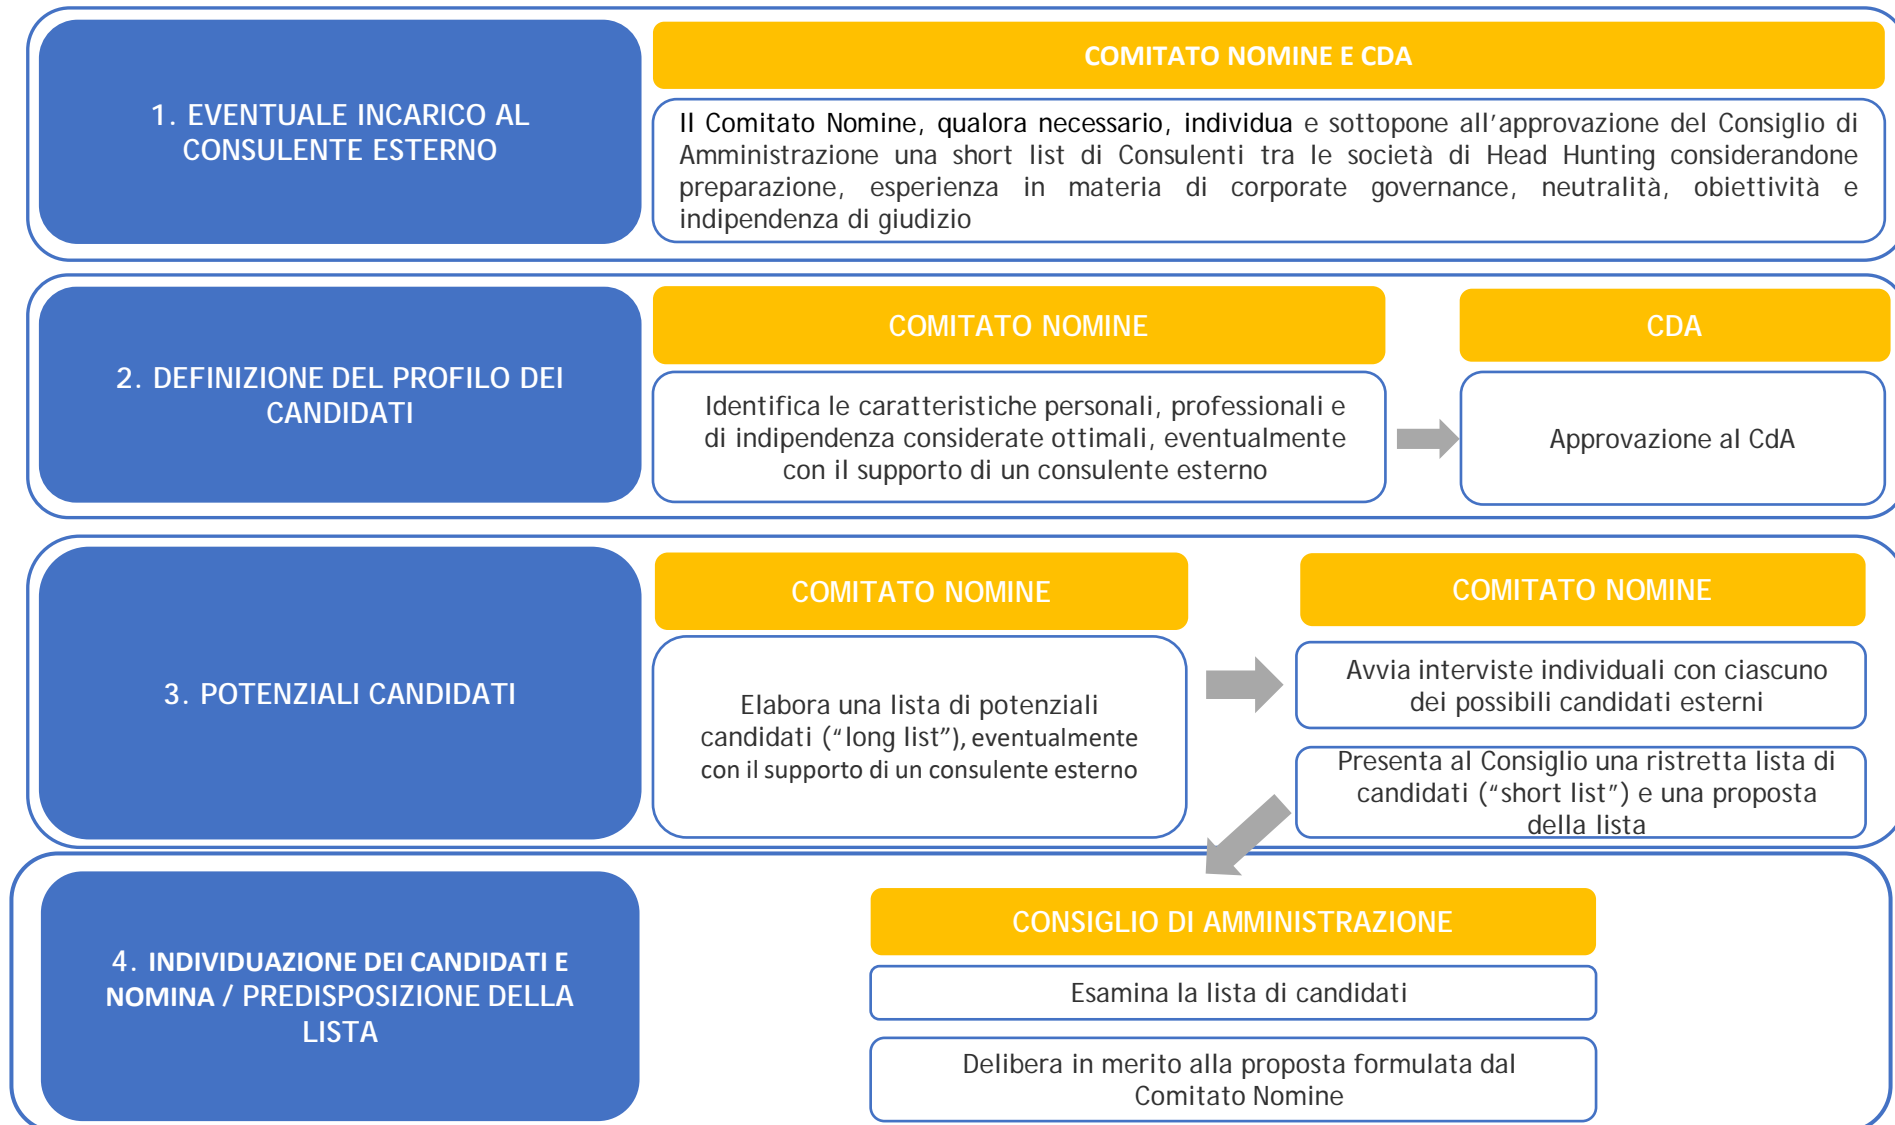 1. EVENTUALE INCARICO AL
CONSULENTE ESTERNO
COMITATO NOMINE E CDA
Il Comitato Nomine, qualora necessario, individua e sottopone all’approvazione del Consiglio di
Amministrazione una short list di Consulenti tra le società di Head Hunting considerandone
preparazione, esperienza in materia di corporate governance, neutralità, obiettività e
indipendenza di giudizio
2. DEFINIZIONE DEL PROFILO DEI
CANDIDATI
COMITATO NOMINE
Identifica le caratteristiche personali, professionali e
di indipendenza considerate ottimali, eventualmente
con il supporto di un consulente esterno
CDA
Approvazione al CdA
3. POTENZIALI CANDIDATI
COMITATO NOMINE
Elabora una lista di potenziali
candidati (“long list”), eventualmente
con il supporto di un consulente esterno
COMITATO NOMINE
Avvia interviste individuali con ciascuno
dei possibili candidati esterni
Presenta al Consiglio una ristretta lista di
candidati (“short list”) e una proposta
della lista
4. INDIVIDUAZIONE DEI CANDIDATI E
NOMINA / PREDISPOSIZIONE DELLA
LISTA
CONSIGLIO DI AMMINISTRAZIONE
Esamina la lista di candidati
Delibera in merito alla proposta formulata dal
Comitato Nomine